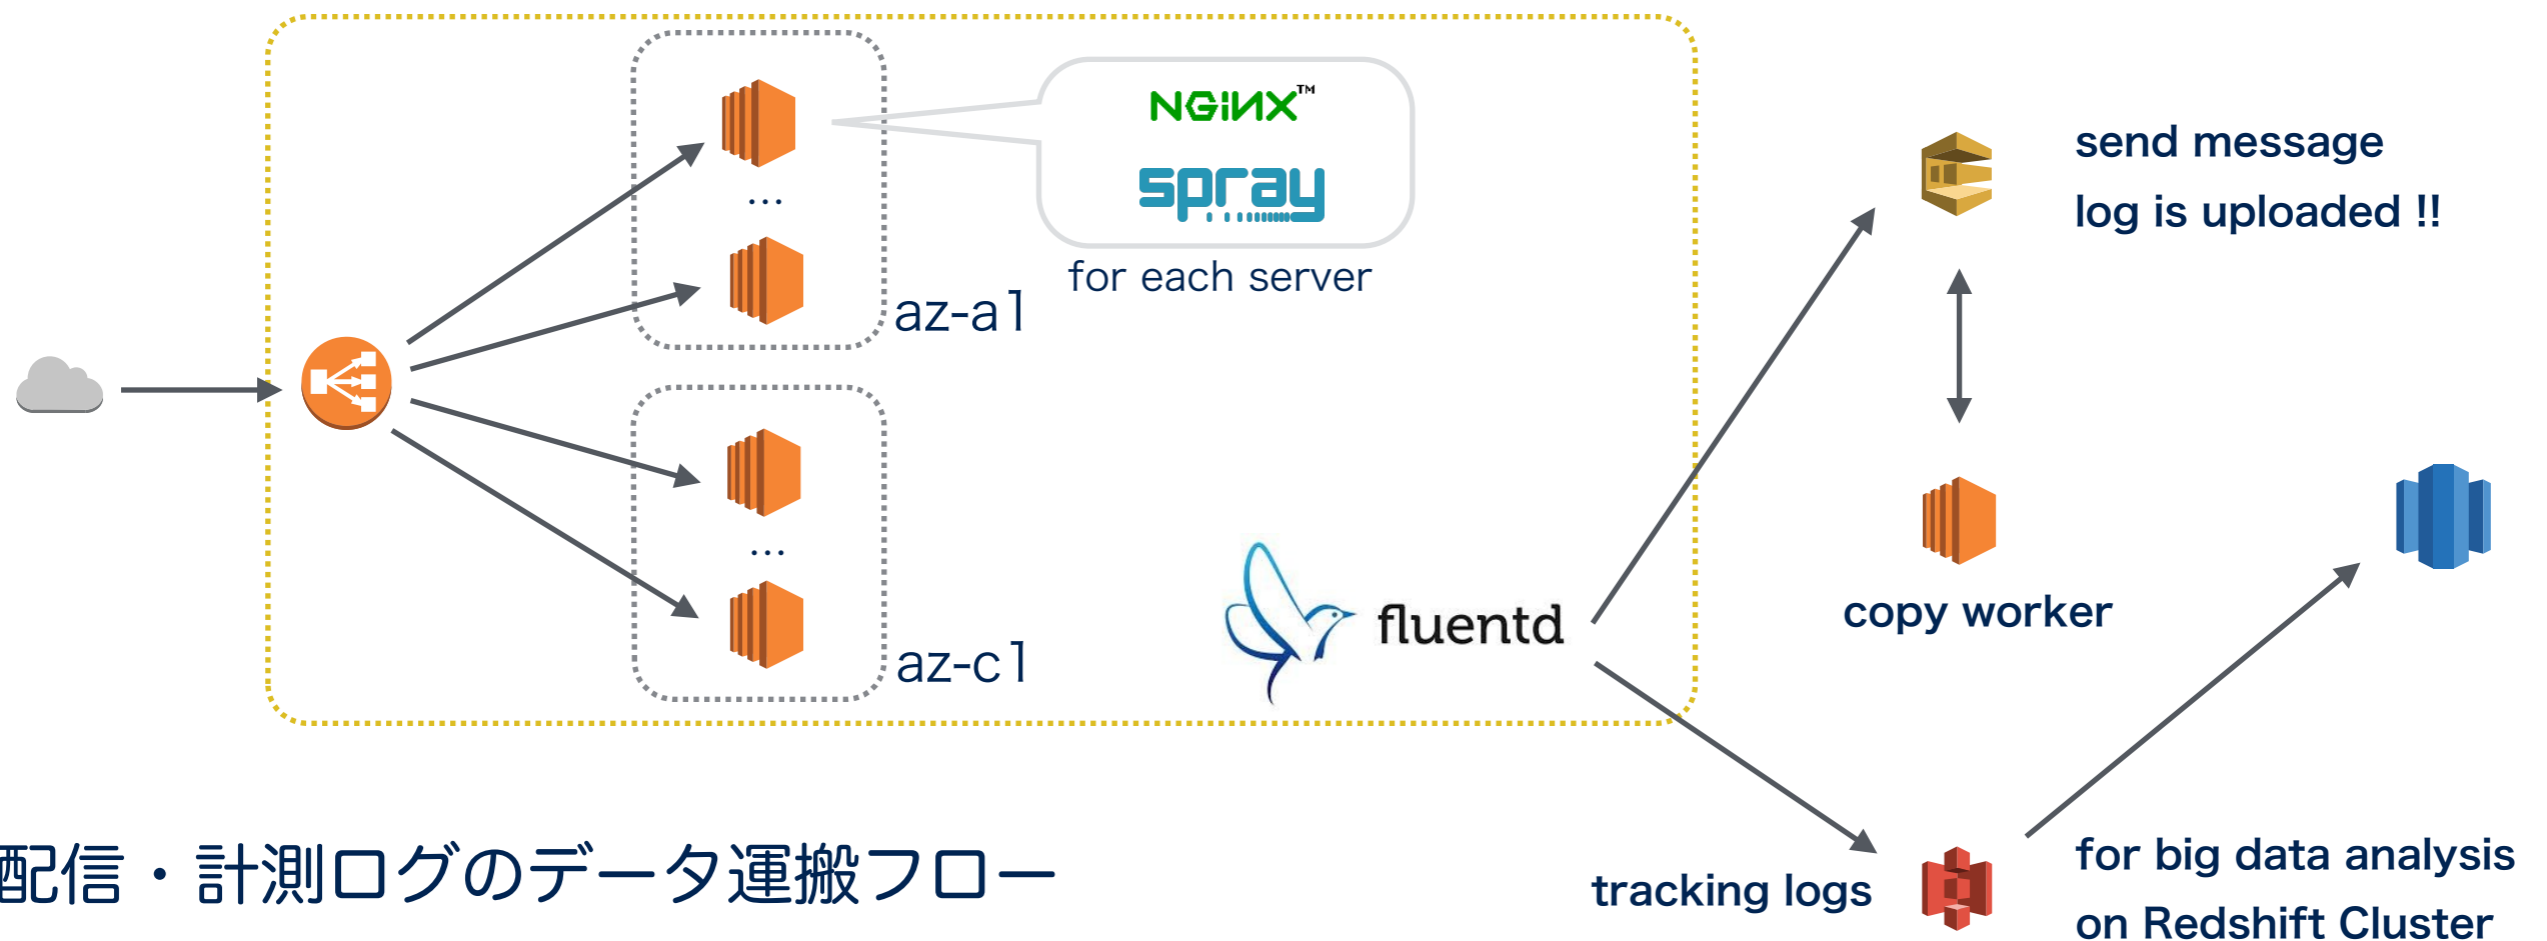 NGiNX™
spray
for each server
...
az-a1
...
az-c1
fluentd
send message
log is uploaded !!
copy worker
tracking logs
for big data analysis
on Redshift Cluster
配信・計測ログのデータ運搬フロー